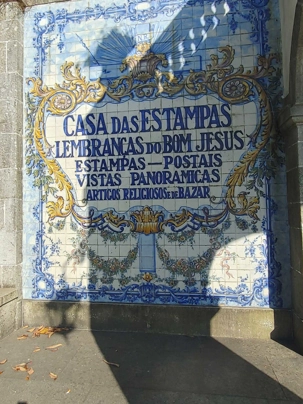 CASA DAS ESTAMPAS
LEMBRANÇAS DO BOM JESUS
ESTAMPAS — POSTAIS
VISTAS PANORAMICAS
ARTIGOS RELIGIOSOS E DE BAZAR